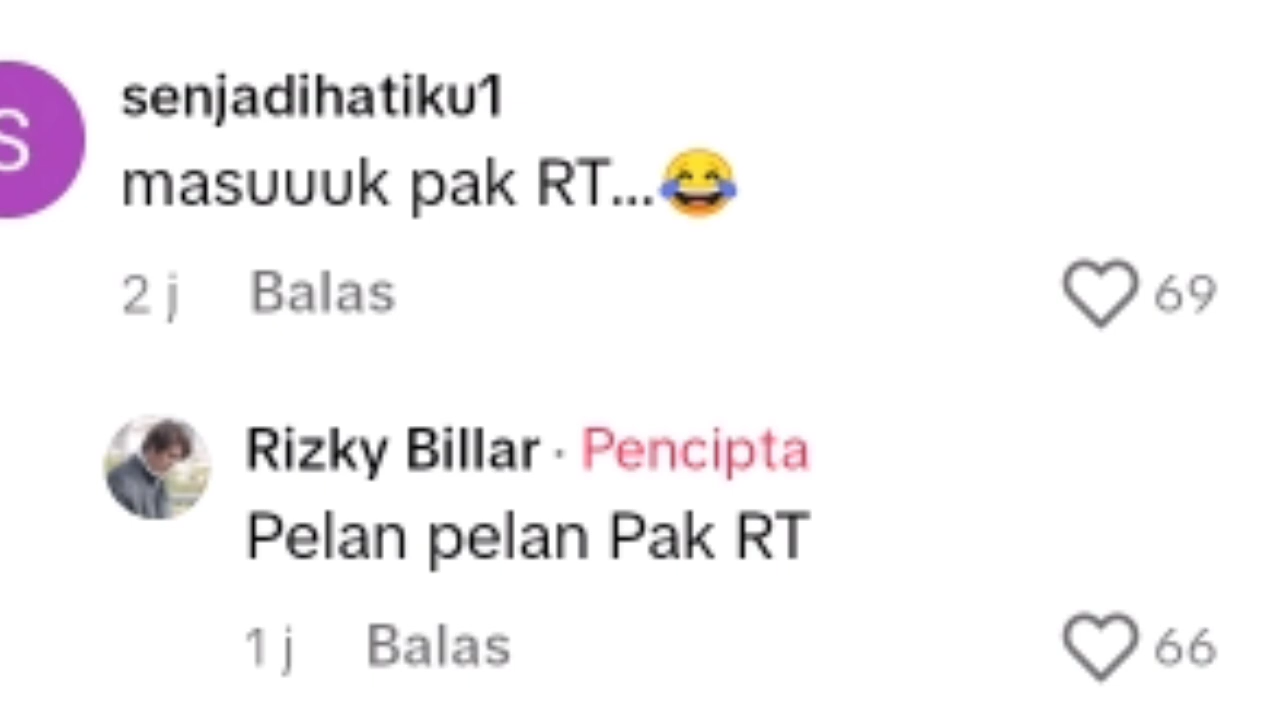 S
senjadihatiku1
masuuuk pak RT...😂
2 j Balas
69
Rizky Billar · Pencipta
Pelan pelan Pak RT
1 j Balas
66